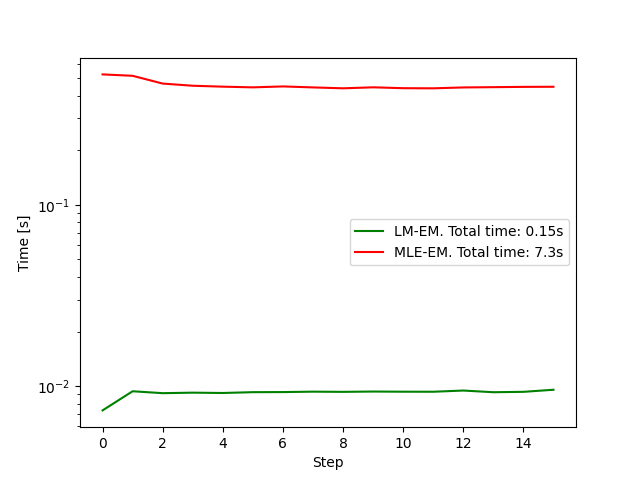 Time [s]
10⁻¹
10⁻²
LM-EM. Total time: 0.15s
MLE-EM. Total time: 7.3s
0 2 4 6 8 10 12 14
Step